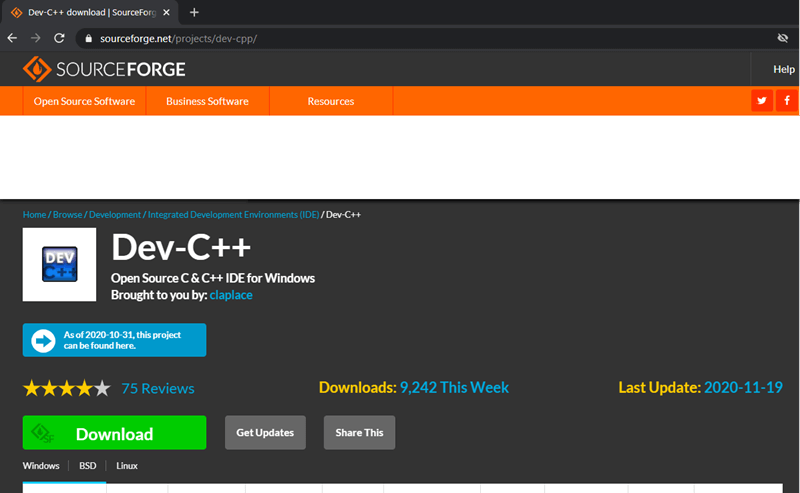 Dev-C++ download | SourceForg
sourceforge.net/projects/dev-cpp/
SOURCEFORGE
Help
Open Source Software Business Software Resources
Home / Browse / Development / Integrated Development Environments (IDE) / Dev-C++
DEV
C++
Dev-C++
Open Source C & C++ IDE for Windows
Brought to you by: claplace
As of 2020-10-31, this project
can be found here.
75 Reviews Downloads: 9,242 This Week Last Update: 2020-11-19
SF Download Get Updates Share This
Windows BSD Linux